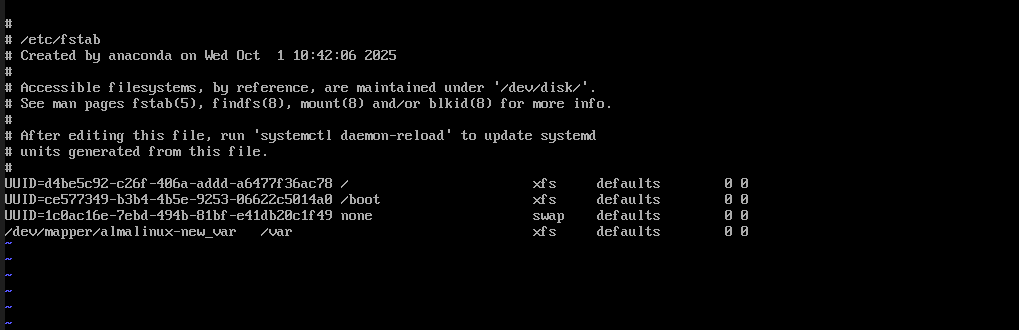 #
# /etc/fstab
# Created by anaconda on Wed Oct  1 10:42:06 2025
#
# Accessible filesystems, by reference, are maintained under '/dev/disk/'.
# See man pages fstab(5), findfs(8), mount(8) and/or blkid(8) for more info.
#
# After editing this file, run 'systemctl daemon-reload' to update systemd
# units generated from this file.
#
UUID=d4be5c92-c26f-406a-addd-a6477f36ac78 /                       xfs     defaults        0 0
UUID=ce577349-b3b4-4b5e-9253-06622c5014a0 /boot                   xfs     defaults        0 0
UUID=1c0ac16e-7ebd-494b-81bf-e41db20c1f49 none                    swap    defaults        0 0
/dev/mapper/almalinux-new_var   /var                              xfs     defaults        0 0
~
~
~
~
~
~